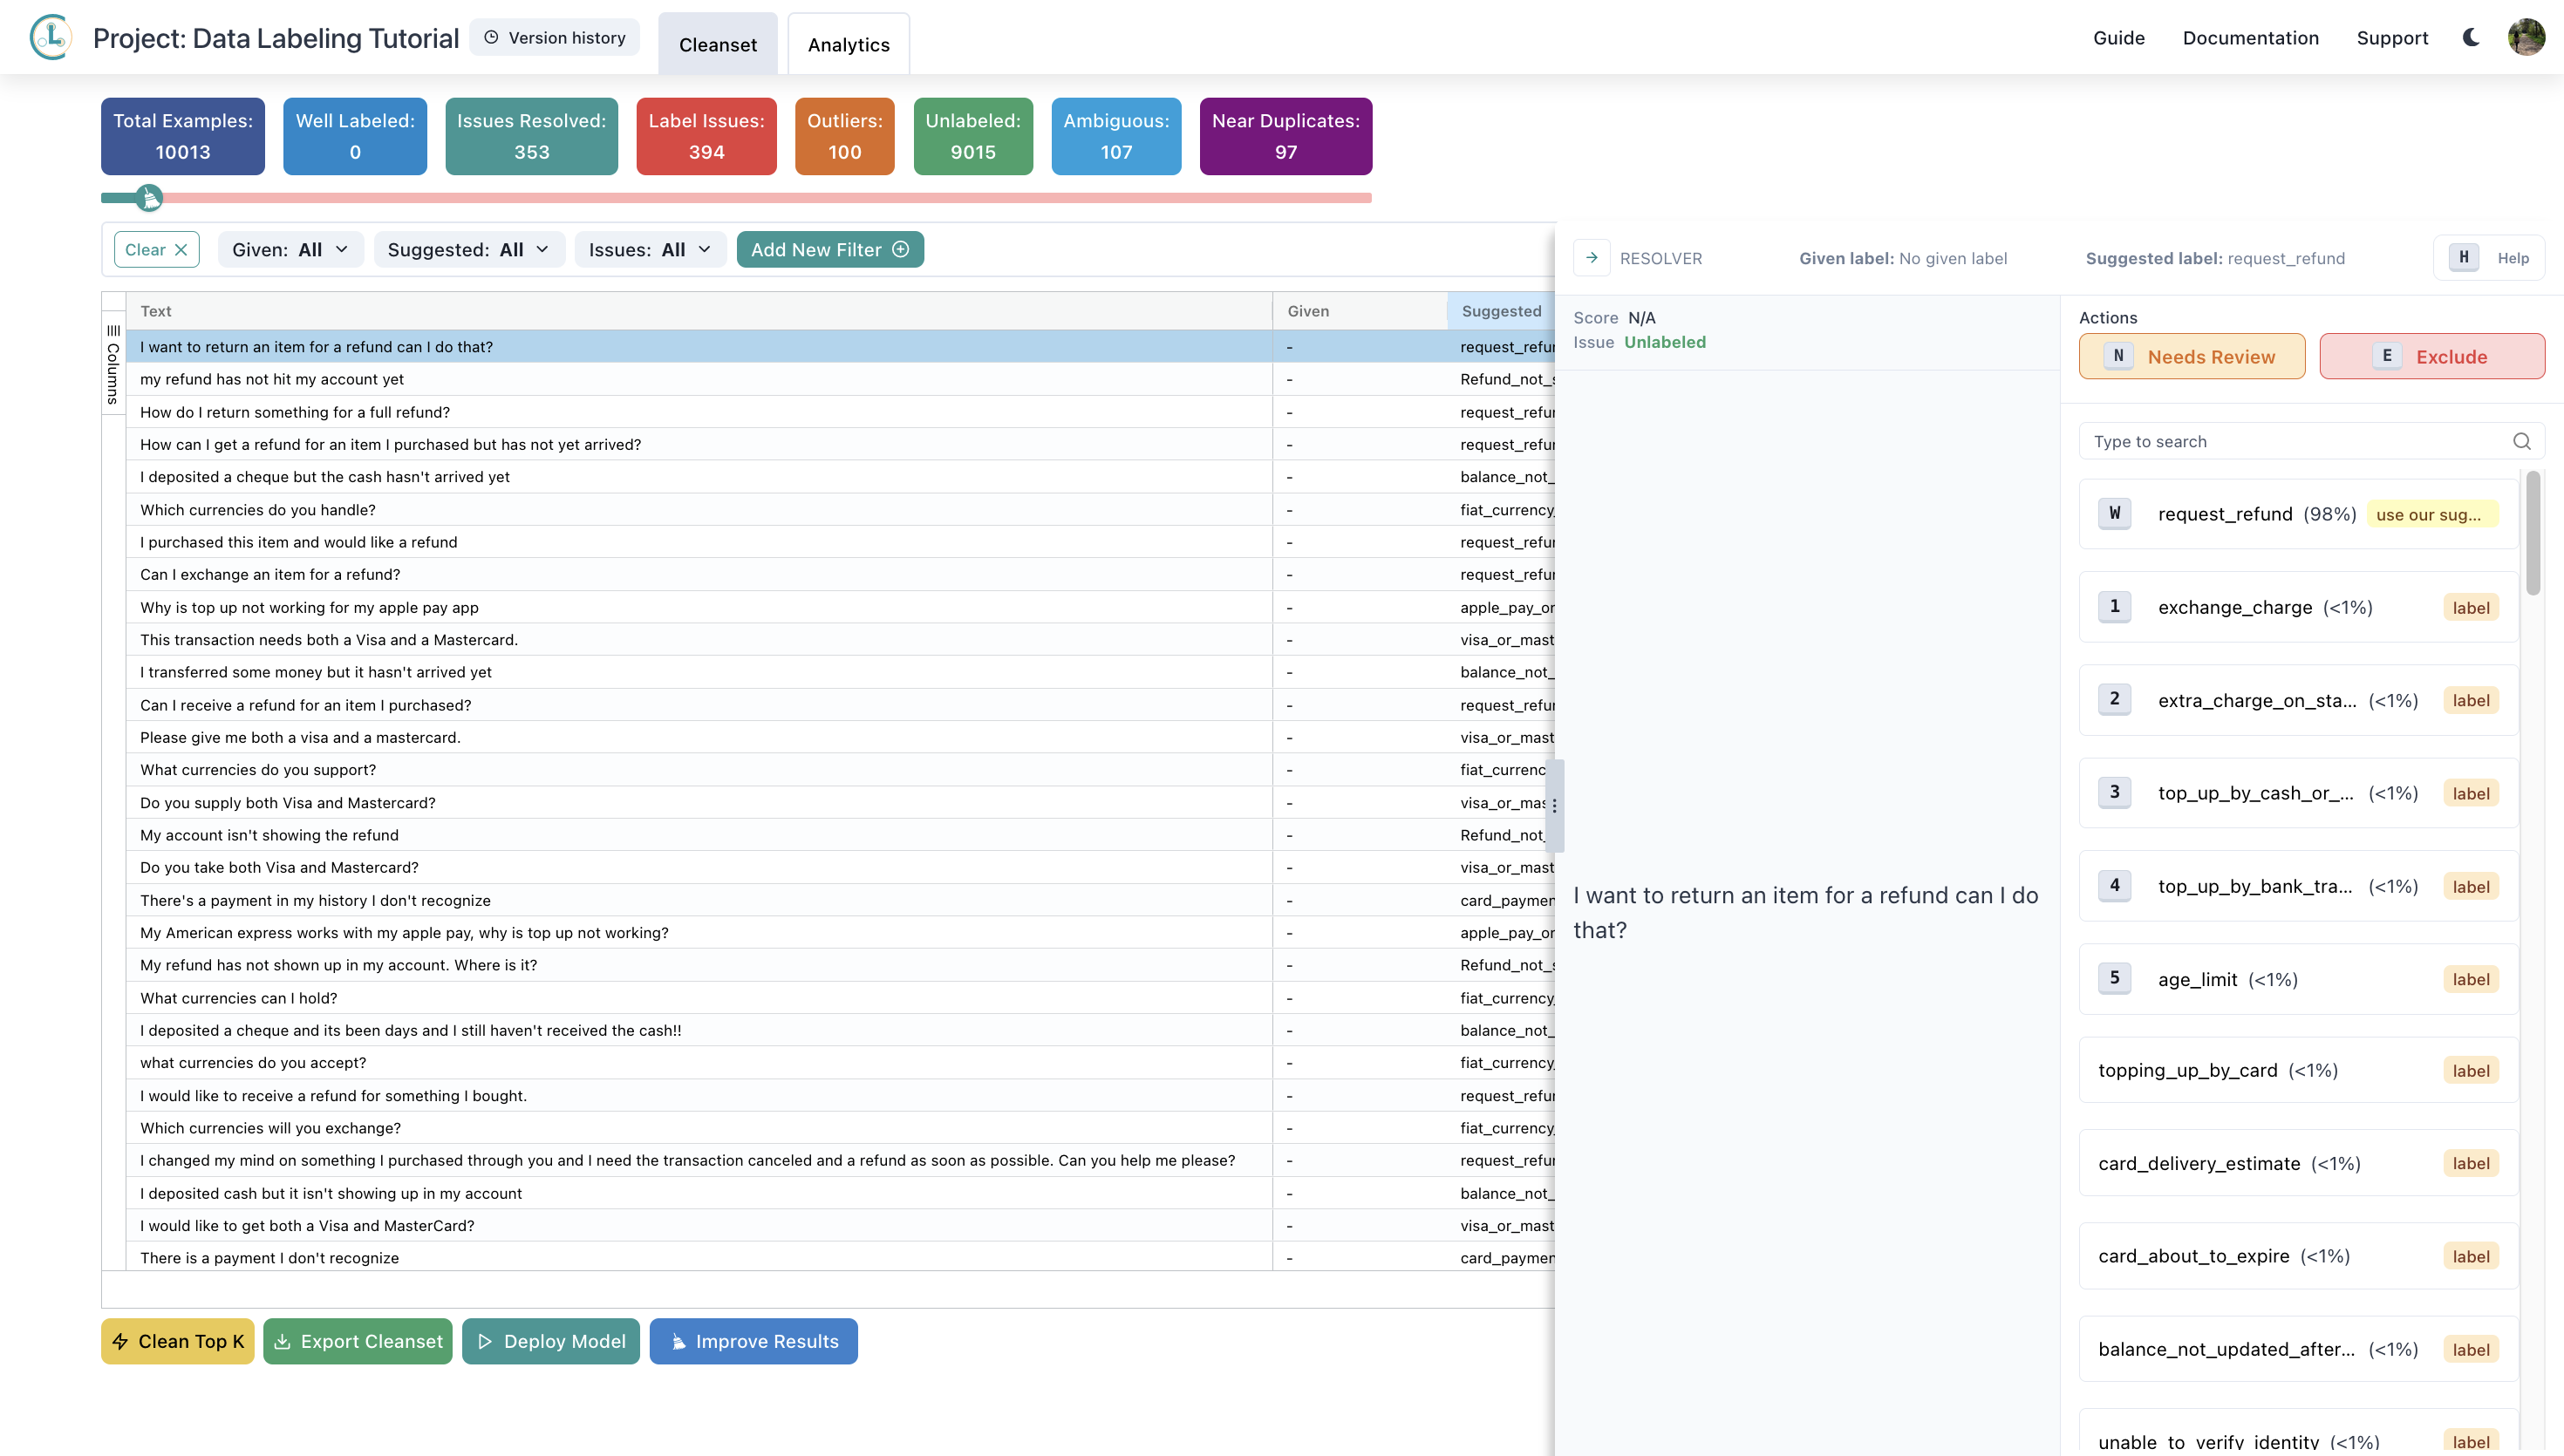 Project: Data Labeling Tutorial
Version history
Cleanset
Analytics
Guide
Documentation
Support
Total Examples:
10013
Well Labeled:
0
Issues Resolved:
353
Label Issues:
394
Outliers:
100
Unlabeled:
9015
Ambiguous:
107
Near Duplicates:
97
Clear
Given: All
Suggested: All
Issues: All
Add New Filter
Columns
Text Given Suggested
I want to return an item for a refund can I do that? - request_refun
my refund has not hit my account yet - Refund_not_s
How do I return something for a full refund? - request_refun
How can I get a refund for an item I purchased but has not yet arrived? - request_refun
I deposited a cheque but the cash hasn't arrived yet - balance_not_
Which currencies do you handle? - fiat_currency_
I purchased this item and would like a refund - request_refun
Can I exchange an item for a refund? - request_refun
Why is top up not working for my apple pay app - apple_pay_or
This transaction needs both a Visa and a Mastercard. - visa_or_mast
I transferred some money but it hasn't arrived yet - balance_not_
Can I receive a refund for an item I purchased? - request_refun
Please give me both a visa and a mastercard. - visa_or_mast
What currencies do you support? - fiat_currenc
Do you supply both Visa and Mastercard? - visa_or_mas
My account isn't showing the refund - Refund_not_
Do you take both Visa and Mastercard? - visa_or_mast
There's a payment in my history I don't recognize - card_paymen
My American express works with my apple pay, why is top up not working? - apple_pay_or
My refund has not shown up in my account. Where is it? - Refund_not_s
What currencies can I hold? - fiat_currency_
I deposited a cheque and its been days and I still haven't received the cash!! - balance_not_
what currencies do you accept? - fiat_currency_
I would like to receive a refund for something I bought. - request_refun
Which currencies will you exchange? - fiat_currency_
I changed my mind on something I purchased through you and I need the transaction canceled and a refund as soon as possible. Can you help me please? - request_refun
I deposited cash but it isn't showing up in my account - balance_not_
I would like to get both a Visa and MasterCard? - visa_or_mast
There is a payment I don't recognize - card_paymen
Clean Top K
Export Cleanset
Deploy Model
Improve Results
RESOLVER
Given label: No given label
Suggested label: request_refund
H Help
Score N/A
Issue Unlabeled
I want to return an item for a refund can I do
that?
Actions
N Needs Review
E Exclude
Type to search
W request_refund (98%) use our sug...
1 exchange_charge (<1%) label
2 extra_charge_on_sta... (<1%) label
3 top_up_by_cash_or_... (<1%) label
4 top_up_by_bank_tra... (<1%) label
5 age_limit (<1%) label
topping_up_by_card (<1%) label
card_delivery_estimate (<1%) label
card_about_to_expire (<1%) label
balance_not_updated_after... (<1%) label
unable_to_verify_identity (<1%) label